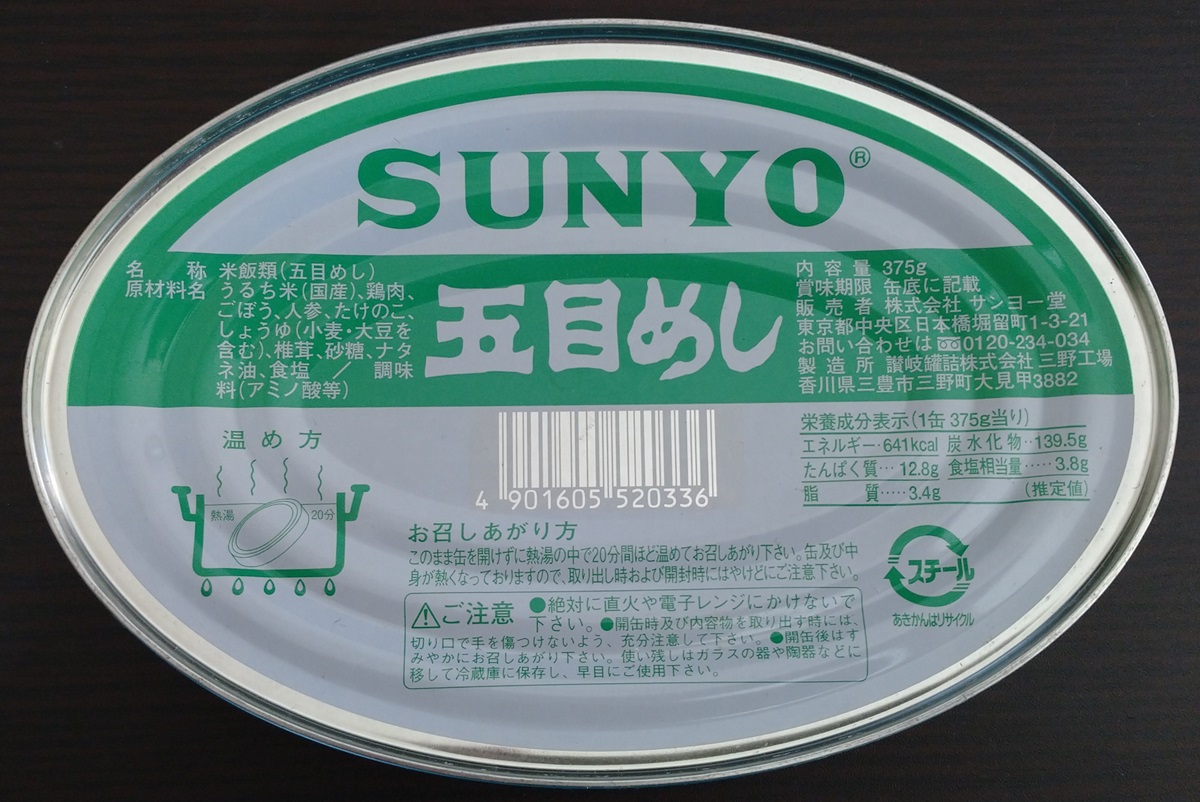 SUNYO®
名称 米飯類(五目めし)
原材料名 うるち米(国産)、鶏肉、
ごぼう、人参、たけのこ、
しょうゆ(小麦・大豆を
含む)、椎茸、砂糖、ナタ
ネ油、食塩 / 調味
料(アミノ酸等)
五目めし
内容量 375g
賞味期限 缶底に記載
販売者 株式会社 サンヨー堂
東京都中央区日本橋堀留町1-3-21
お問い合わせは 0120-234-034
製造所 讃岐罐詰株式会社 三野工場
香川県三豊市三野町大見甲3882
栄養成分表示(1缶 375g当り)
エネルギー・・641kcal 炭水化物・・139.5g
たんぱく質・・・12.8g 食塩相当量・・・・・3.8g
脂質・・・・・3.4g (推定値)
温め方
熱湯 20分
4 901605 520336
お召しあがり方
このまま缶を開けずに熱湯の中で20分間ほど温めてお召しあがり下さい。缶及び中
身が熱くなっておりますので、取り出し時および開封時にはやけどにご注意下さい。
⚠ご注意 ●絶対に直火や電子レンジにかけないで
下さい。●開缶時及び内容物を取り出す時には、
切り口で手を傷つけないよう、充分注意して下さい。●開缶後はす
みやかにお召しあがり下さい。使い残しはガラスの器や陶器などに
移して冷蔵庫に保存し、早目にご使用下さい。
スチール
あきかんはリサイクル